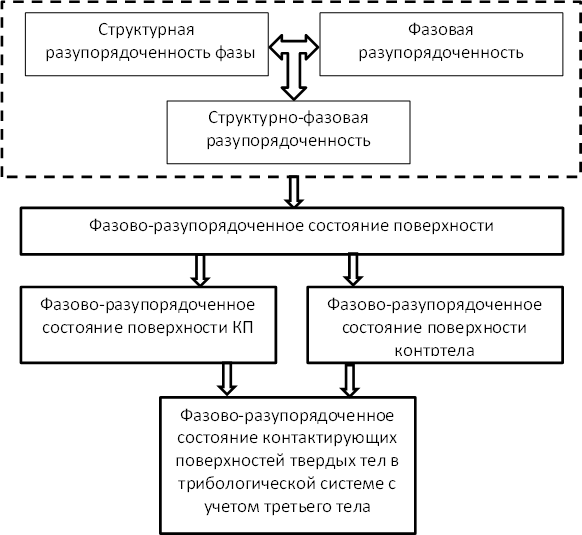 Структурная
разупорядоченность фазы
Фазовая
разупорядоченность
Структурно-фазовая
разупорядоченность
Фазово-разупорядоченное состояние поверхности
Фазово-разупорядоченное
состояние поверхности КП
Фазово-разупорядоченное
состояние поверхности
контртела
Фазово-разупорядоченное
состояние контактирующих
поверхностей твердых тел в
трибологической системе с
учетом третьего тела